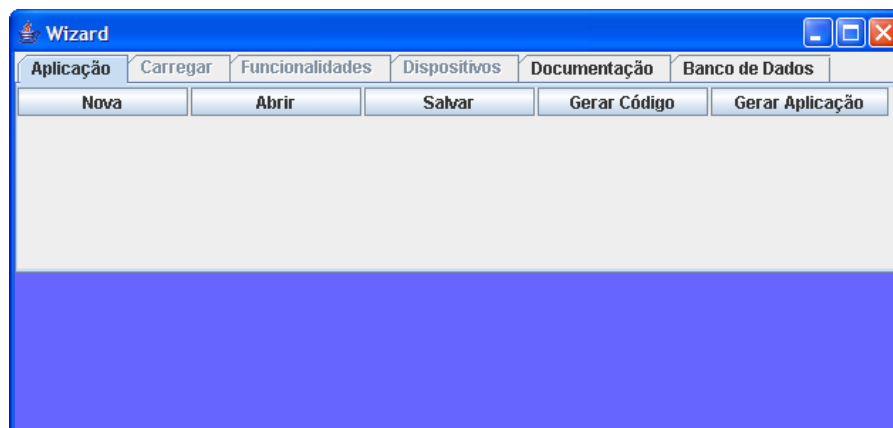 Wizard
Aplicação Carregar Funcionalidades Dispositivos Documentação Banco de Dados
Nova Abrir Salvar Gerar Código Gerar Aplicação